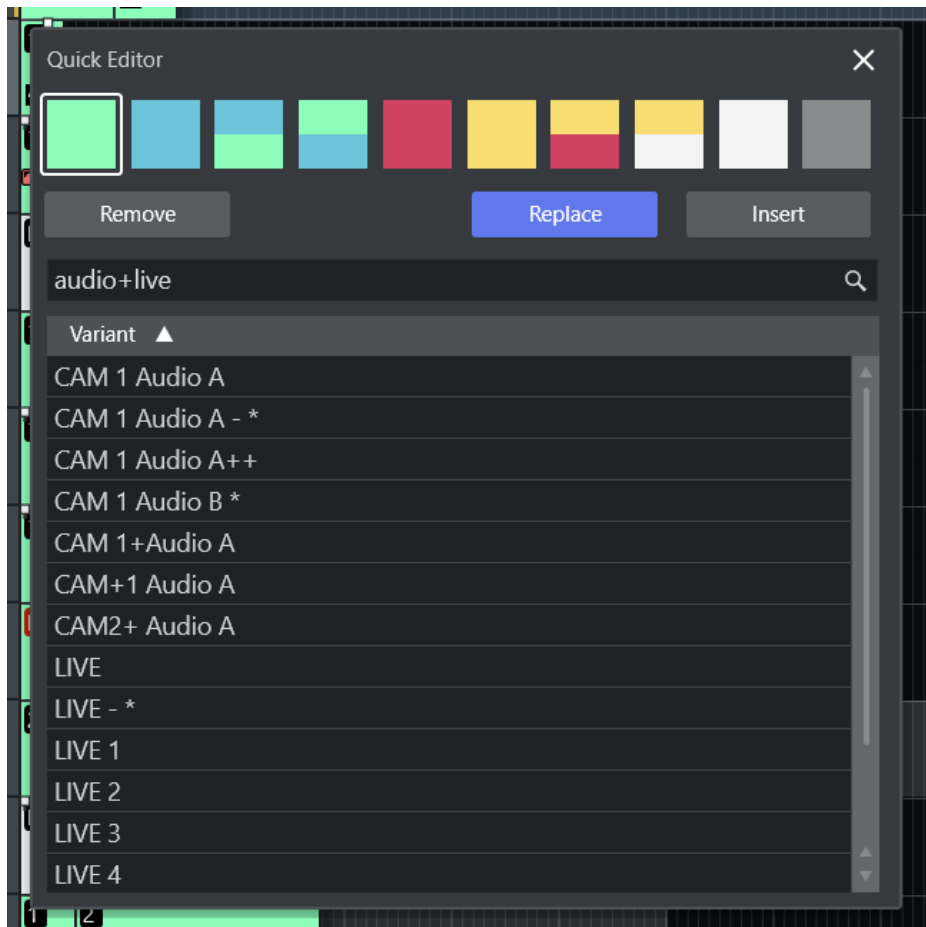 Quick Editor
Remove Replace Insert
audio+live
Variant ▲
CAM 1 Audio A
CAM 1 Audio A - *
CAM 1 Audio A++
CAM 1 Audio B *
CAM 1+Audio A
CAM+1 Audio A
CAM2+ Audio A
LIVE
LIVE - *
LIVE 1
LIVE 2
LIVE 3
LIVE 4
1 2